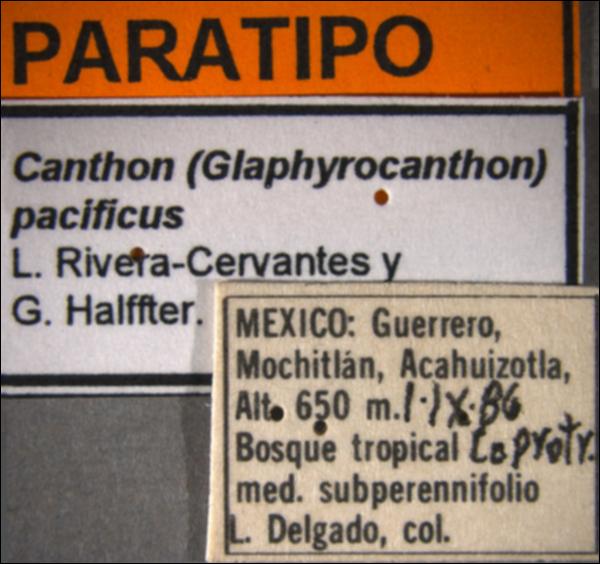 PARATIPO
Canthon (Glaphyrocanthon)
pacificus
L. Rivera-Cervantes y
G. Halffter.
MEXICO: Guerrero,
Mochitlán, Acahuizotla,
Alt. 650 m. 1·IX·86
Bosque tropical Coprotr.
med. subperennifolio
L. Delgado, col.